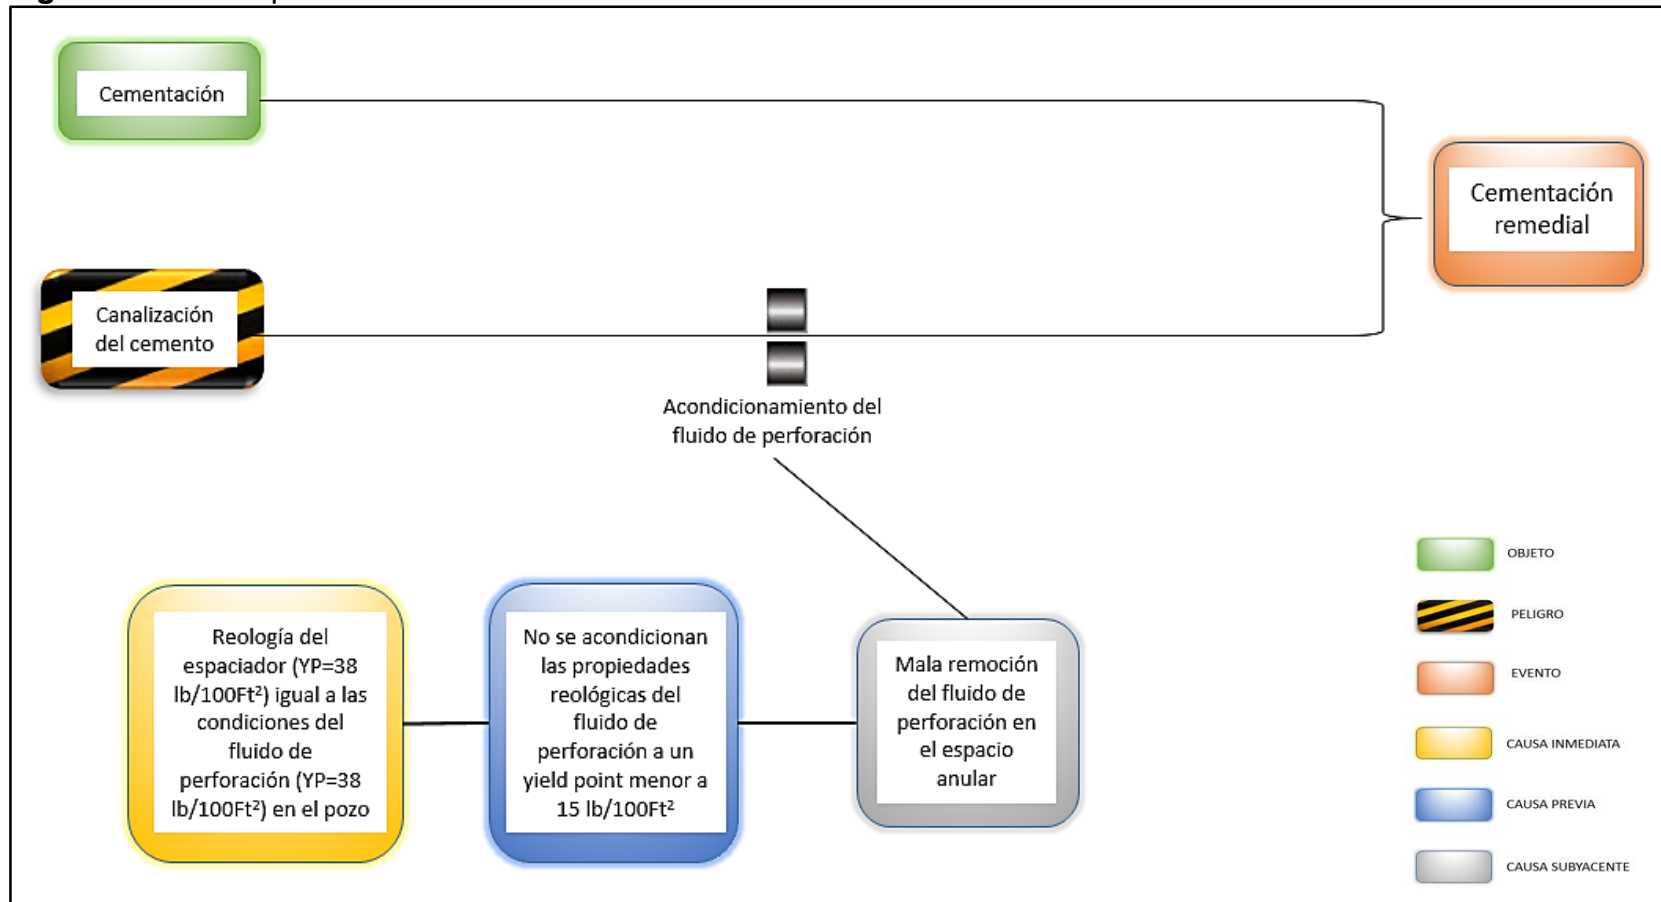 Cementación
Cementación
remedial
Canalización
del cemento
Acondicionamiento del
fluido de perforación
Reología del
espaciador (YP=38
lb/100Ft²) igual a las
condiciones del
fluido de
perforación (YP=38
lb/100Ft²) en el pozo
No se acondicionan
las propiedades
reológicas del
fluido de
perforación a un
yield point menor a
15 lb/100Ft²
Mala remoción
del fluido de
perforación en
el espacio
anular
OBJETO
PELIGRO
EVENTO
CAUSA INMEDIATA
CAUSA PREVIA
CAUSA SUBYACENTE